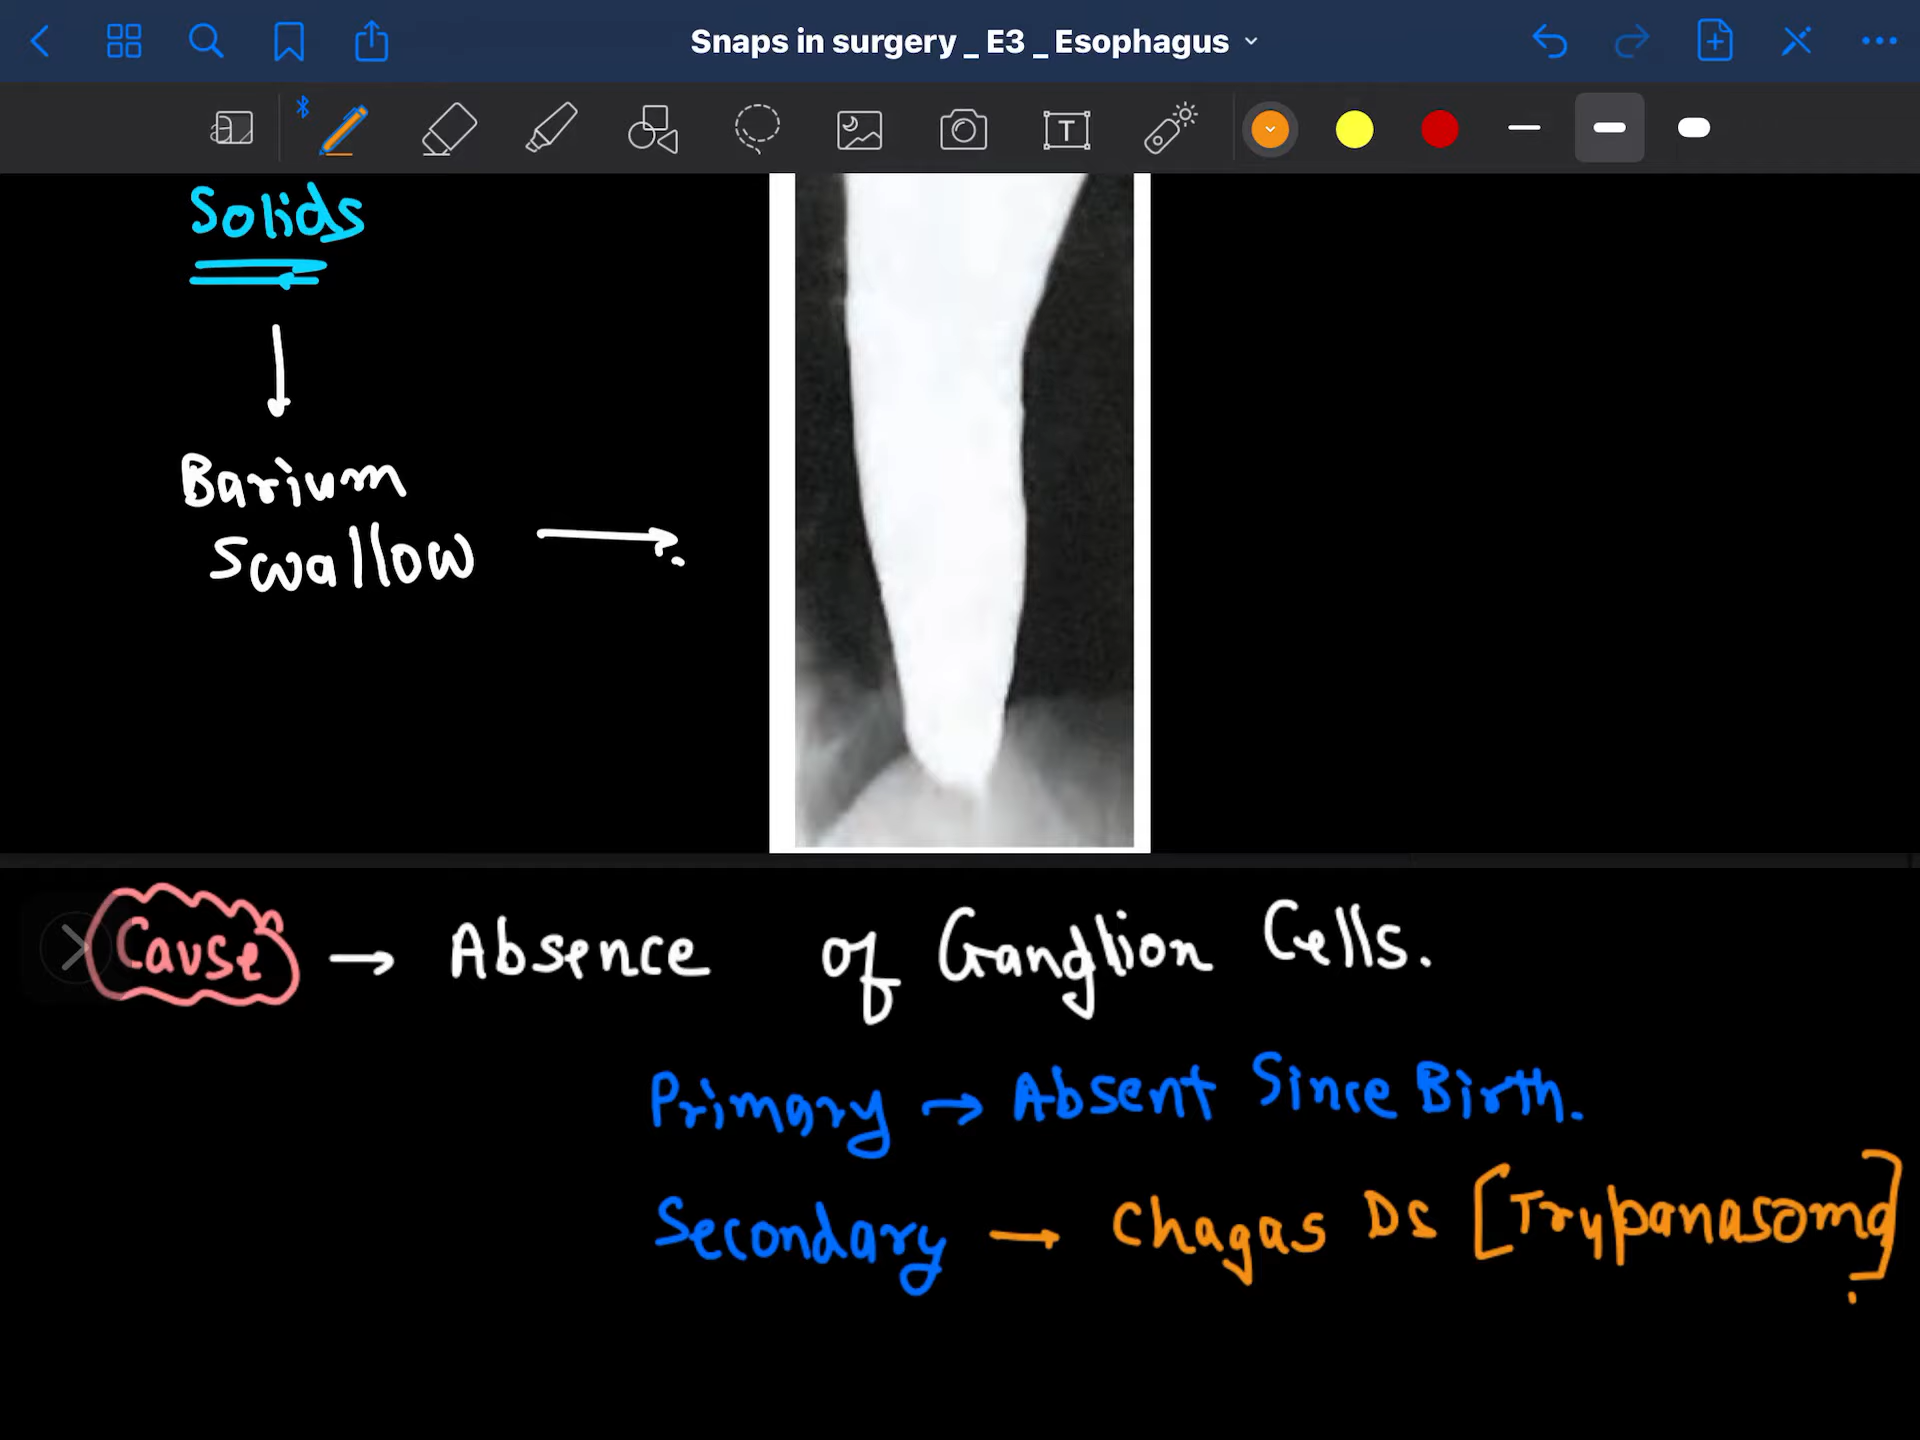 Snaps in surgery _ E3 _ Esophagus
Solids
Barium
Swallow
Cause → Absence of Ganglion Cells.
Primary → Absent Since Birth.
Secondary → Chagas Ds [Trypanasoma]